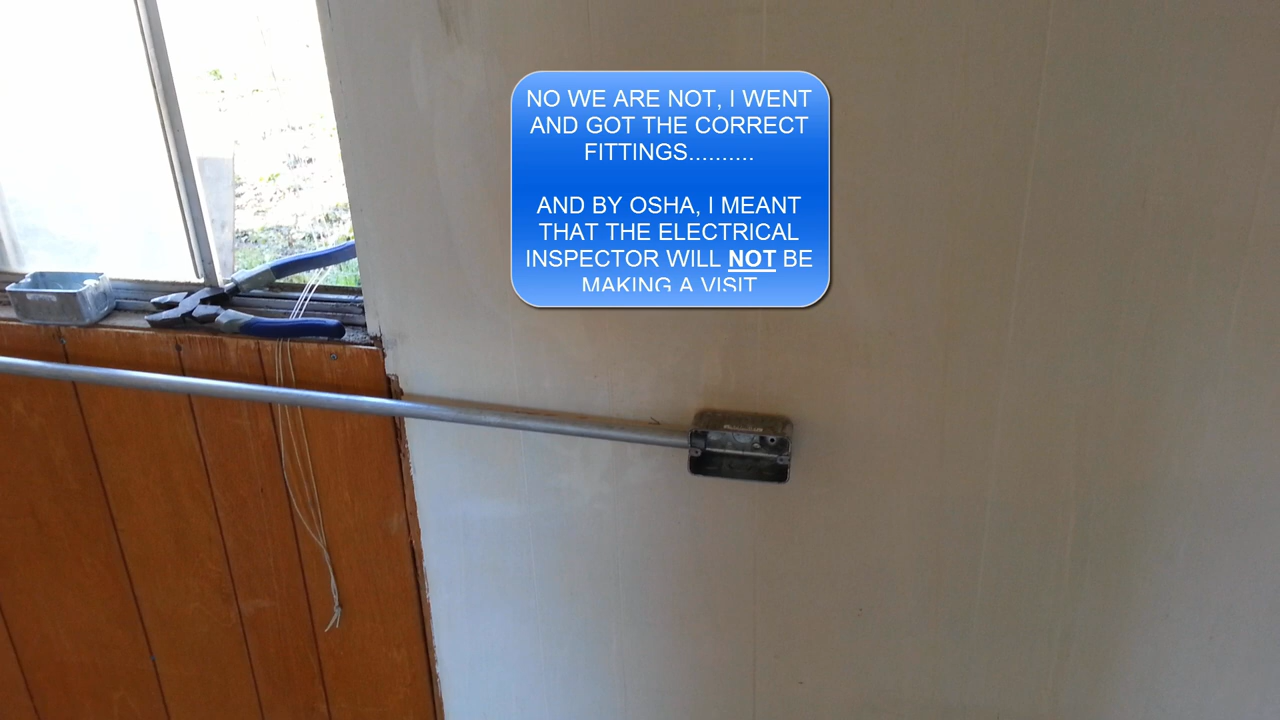 NO WE ARE NOT, I WENT
AND GOT THE CORRECT
FITTINGS..........
AND BY OSHA, I MEANT
THAT THE ELECTRICAL
INSPECTOR WILL NOT BE
MAKING A VISIT